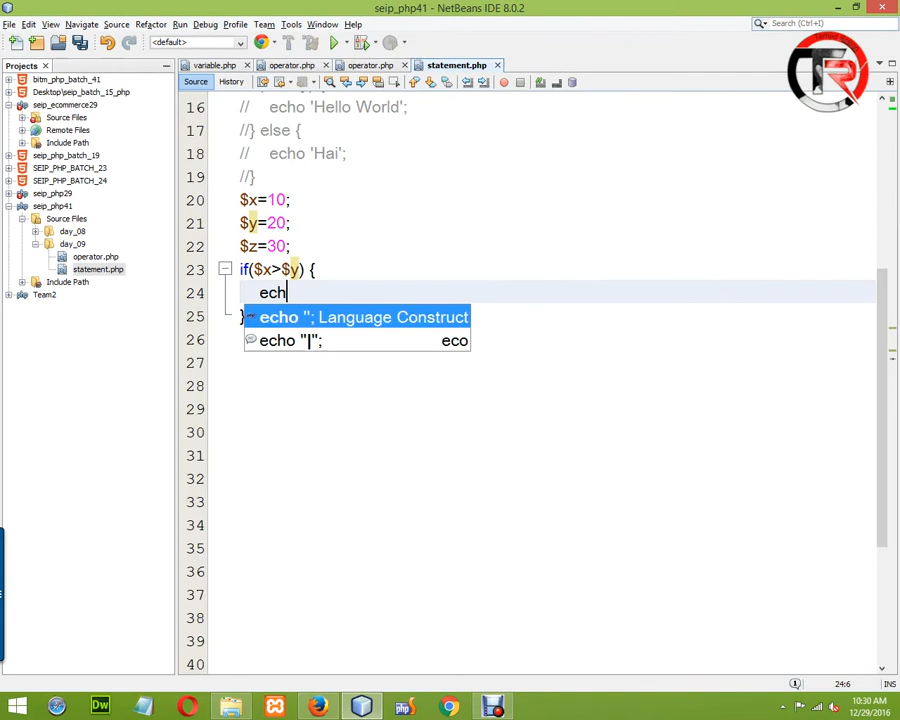 seip_php41 - NetBeans IDE 8.0.2
File Edit View Navigate Source Refactor Run Debug Profile Team Tools Window Help
Search (Ctrl+I)
<default>
Projects
variable.php operator.php operator.php statement.php
Source History
bitm_php_batch_41
Desktop\seip_batch_15_php
seip_ecommerce29
Source Files
Remote Files
Include Path
seip_php_batch_19
SEIP_PHP_BATCH_23
SEIP_PHP_BATCH_24
seip_php29
seip_php41
Source Files
day_08
day_09
operator.php
statement.php
Include Path
Team2
16 // echo 'Hello World';
17 //} else {
18 // echo 'Hai';
19 //}
20 $x=10;
21 $y=20;
22 $z=30;
23 if($x>$y) {
24 ech
25 }
echo ''; Language Construct
26
echo "|"; eco
27
28
29
30
31
32
33
34
35
36
37
38
39
40
24:6 INS
Dw
php
10:30 AM
12/29/2016